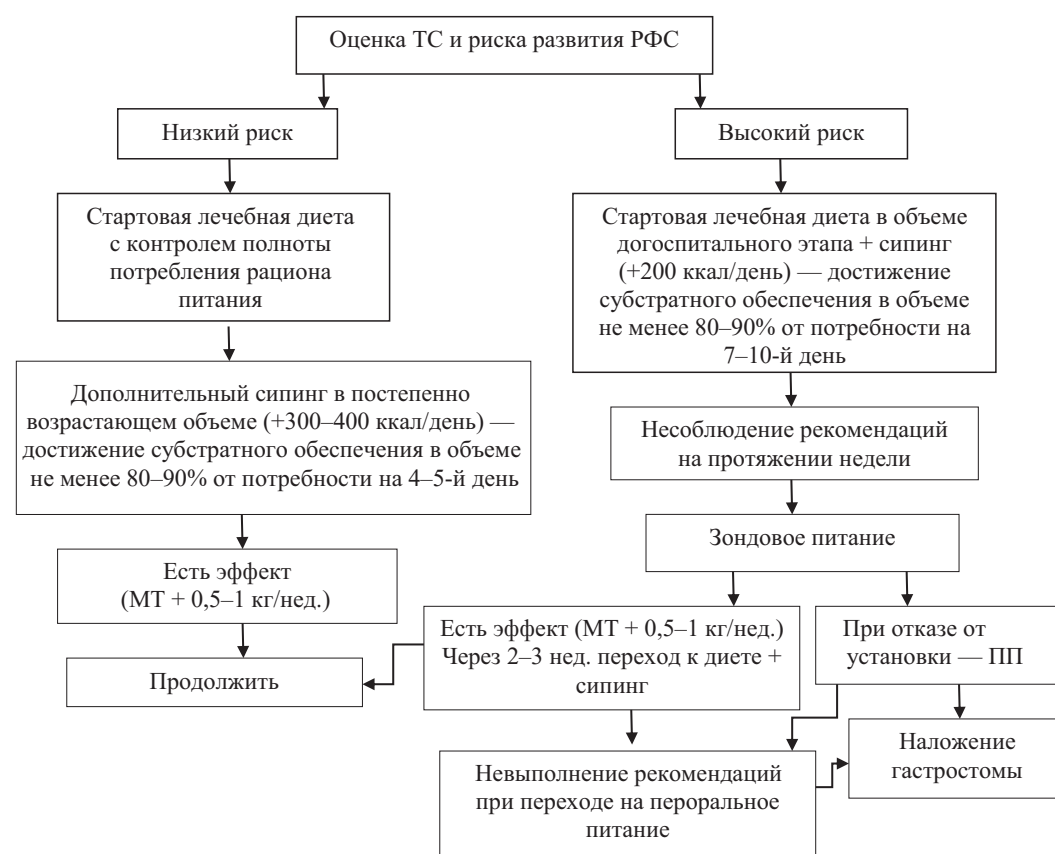 Оценка ТС и риска развития РФС
Низкий риск
Высокий риск
Стартовая лечебная диета
с контролем полноты
потребления рациона
питания
Стартовая лечебная диета в объеме
догоспитального этапа + сипинг
(+200 ккал/день) — достижение
субстратного обеспечения в объеме
не менее 80–90% от потребности на
7–10-й день
Дополнительный сипинг в постепенно
возрастающем объеме (+300–400 ккал/день) —
достижение субстратного обеспечения в объеме
не менее 80–90% от потребности на 4–5-й день
Несоблюдение рекомендаций
на протяжении недели
Зондовое питание
Есть эффект
(МТ + 0,5–1 кг/нед.)
Есть эффект (МТ + 0,5–1 кг/нед.)
Через 2–3 нед. переход к диете +
сипинг
При отказе от
установки — ПП
Продолжить
Наложение
гастростомы
Невыполнение рекомендаций
при переходе на пероральное
питание